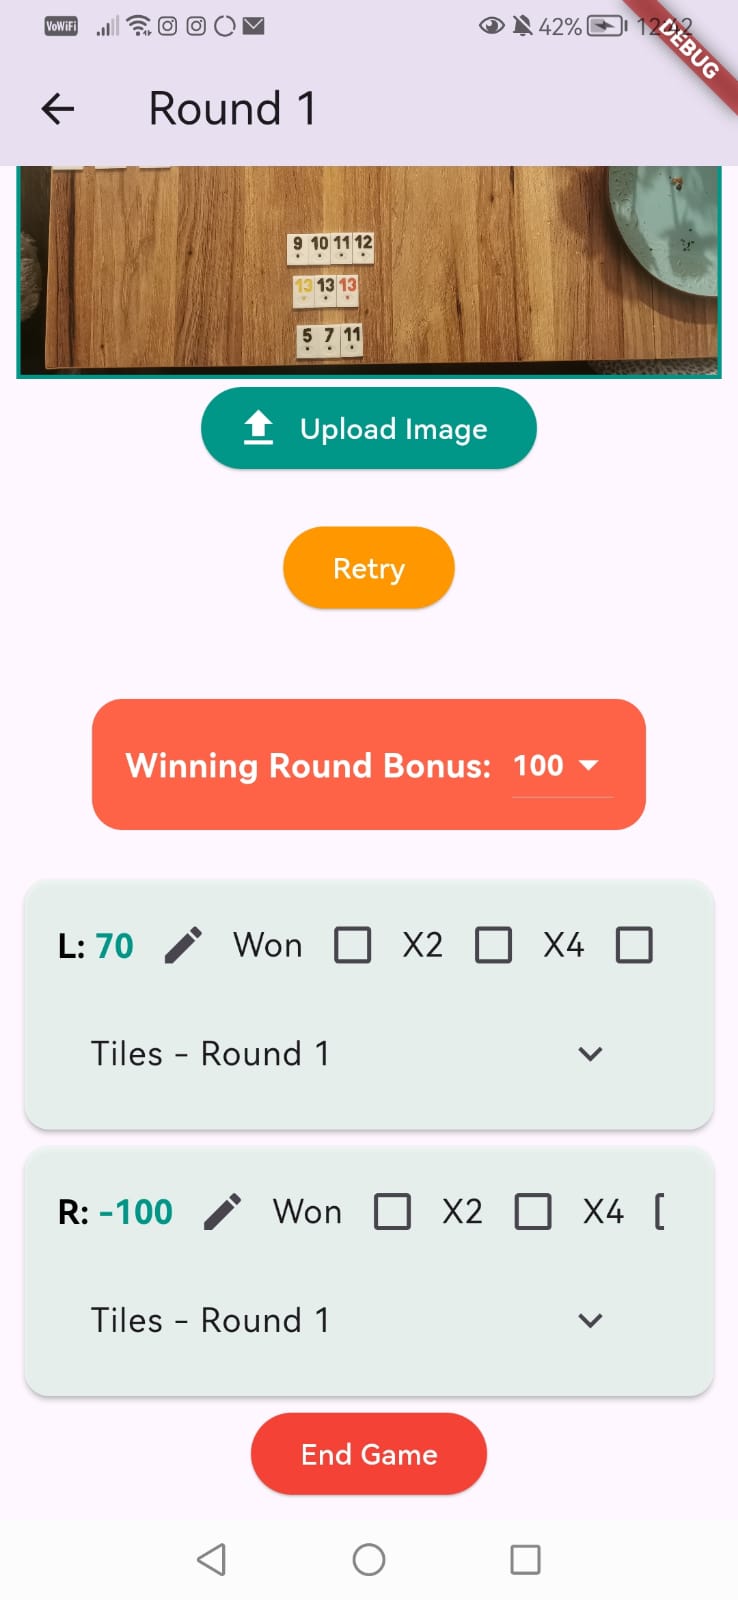 VoWiFi 42% 12:42
DEBUG
Round 1
9 10 11 12
13 13 13
5 7 11
Upload Image
Retry
Winning Round Bonus: 100
L: 70 Won X2 X4
Tiles - Round 1
R: -100 Won X2 X4
Tiles - Round 1
End Game